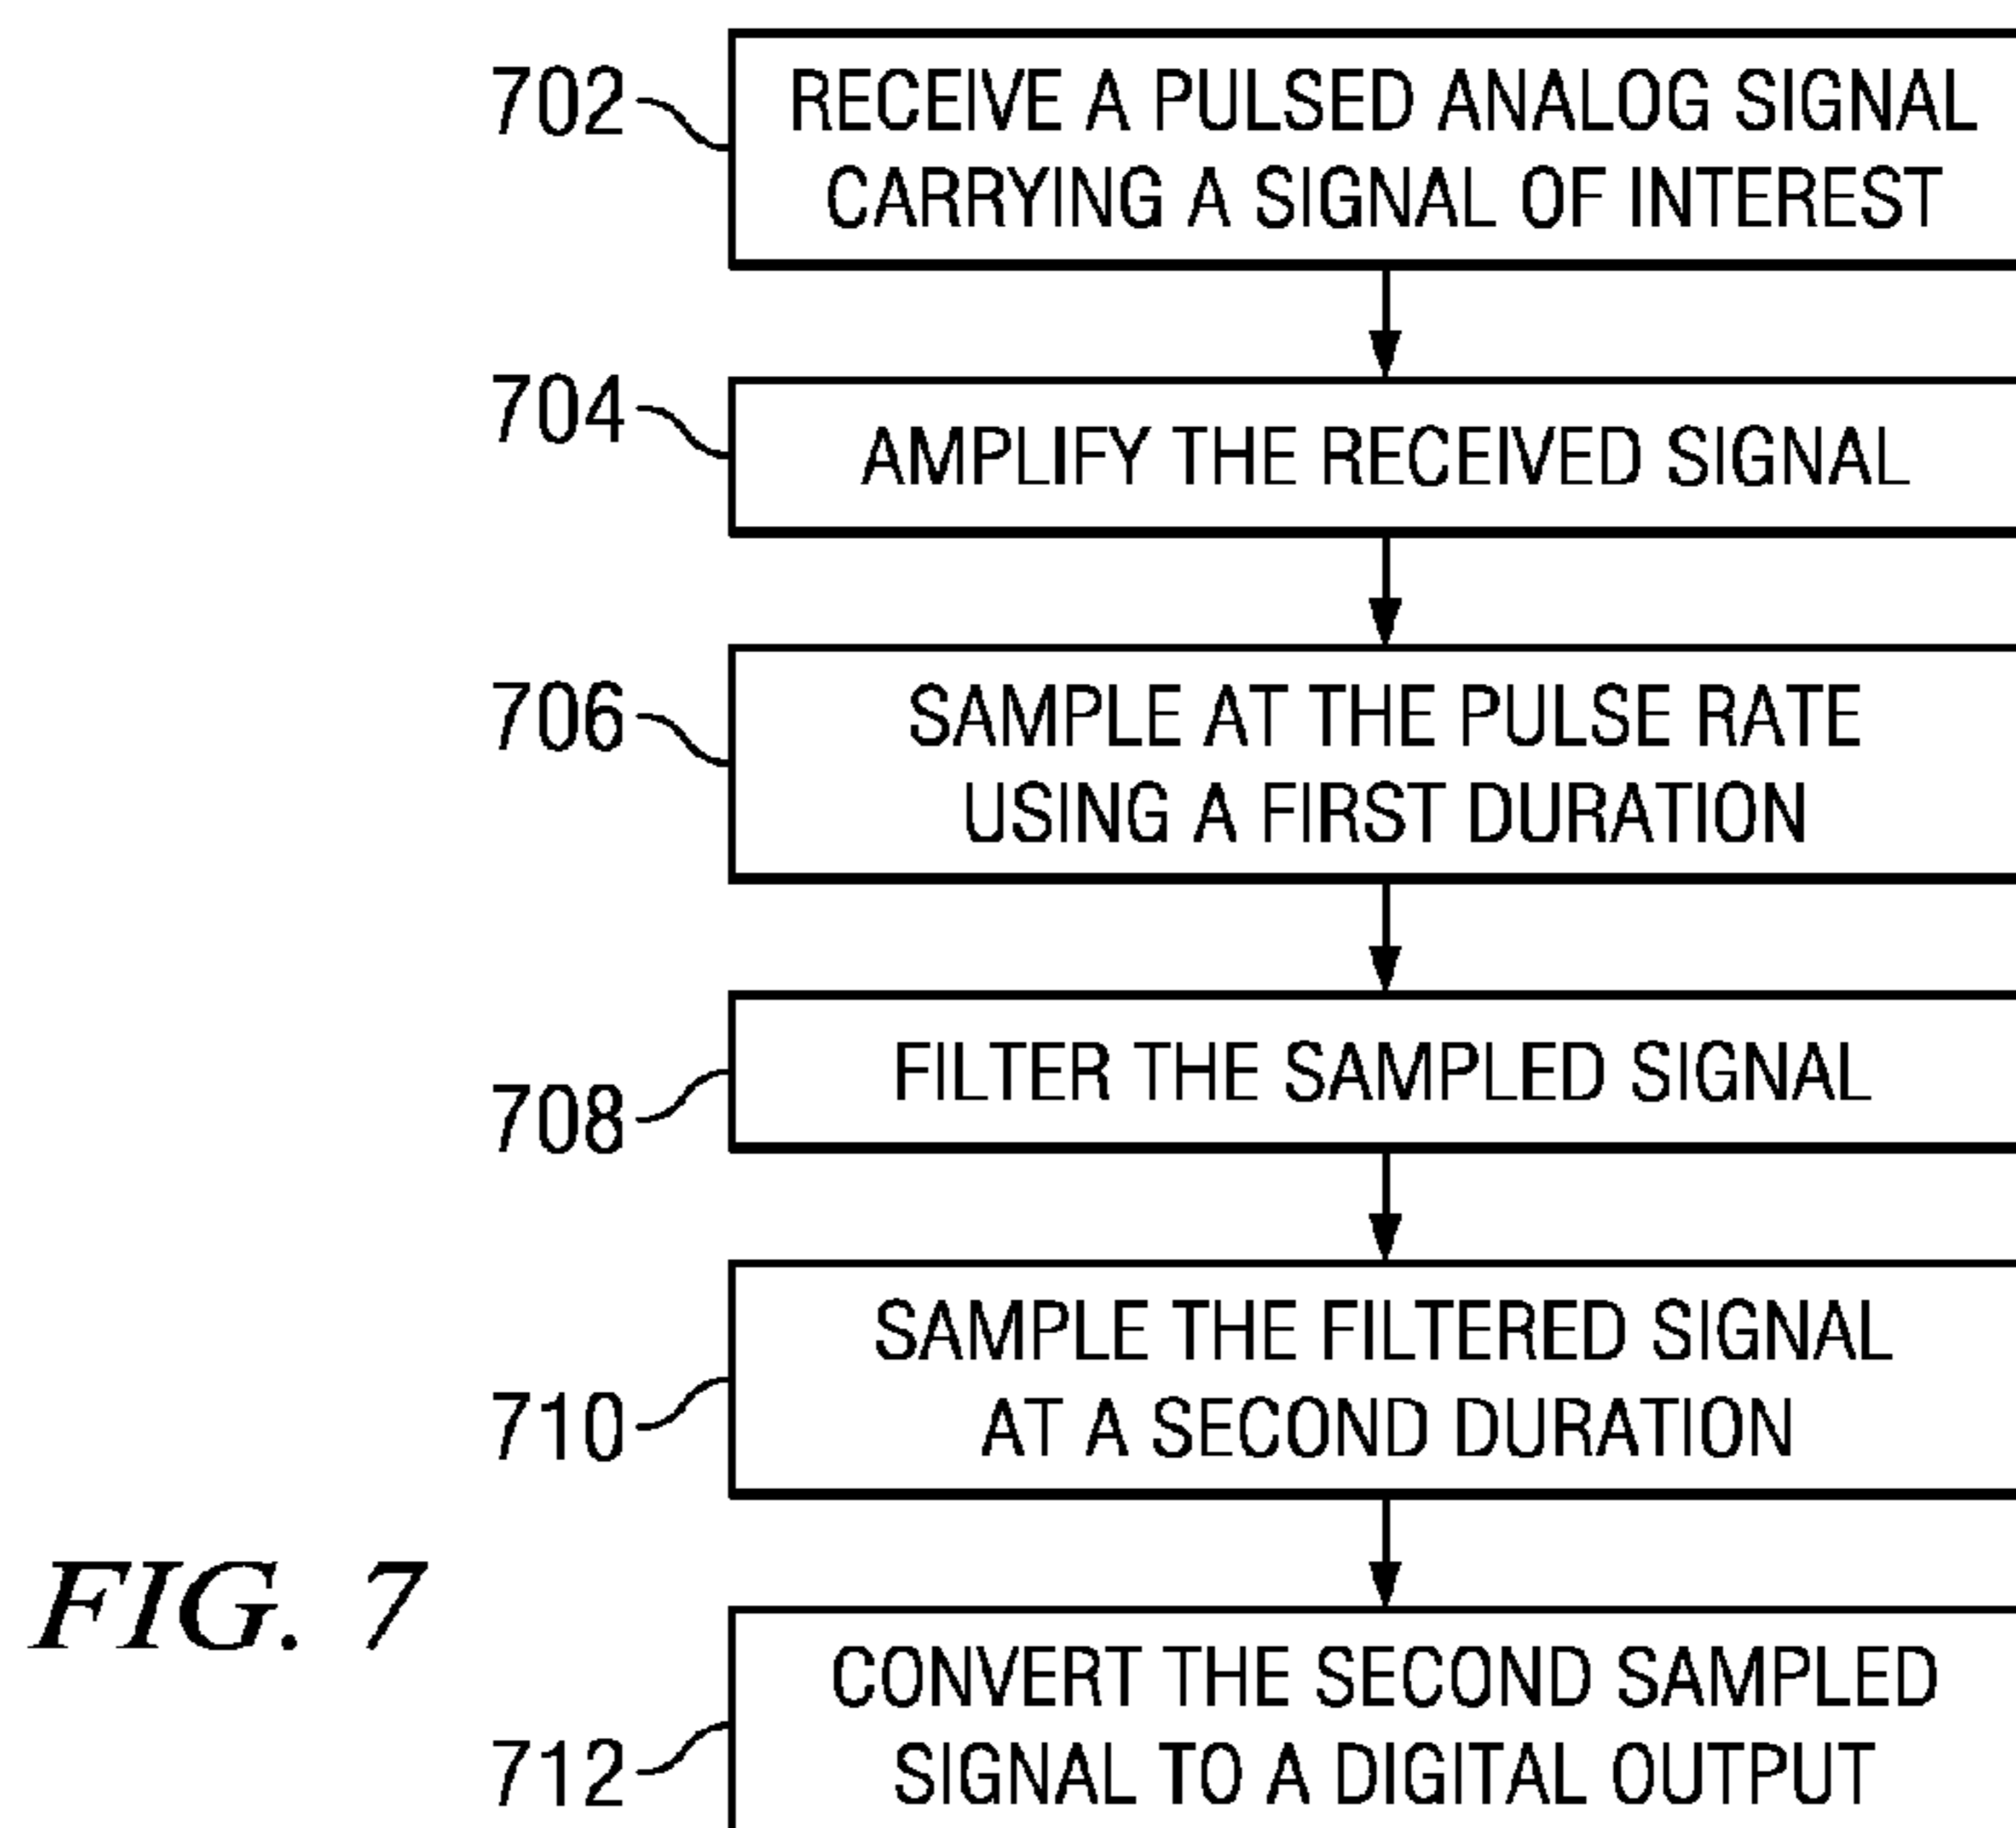 702
RECEIVE A PULSED ANALOG SIGNAL
CARRYING A SIGNAL OF INTEREST
704
AMPLIFY THE RECEIVED SIGNAL
706
SAMPLE AT THE PULSE RATE
USING A FIRST DURATION
708
FILTER THE SAMPLED SIGNAL
710
SAMPLE THE FILTERED SIGNAL
AT A SECOND DURATION
712
CONVERT THE SECOND SAMPLED
SIGNAL TO A DIGITAL OUTPUT
FIG. 7